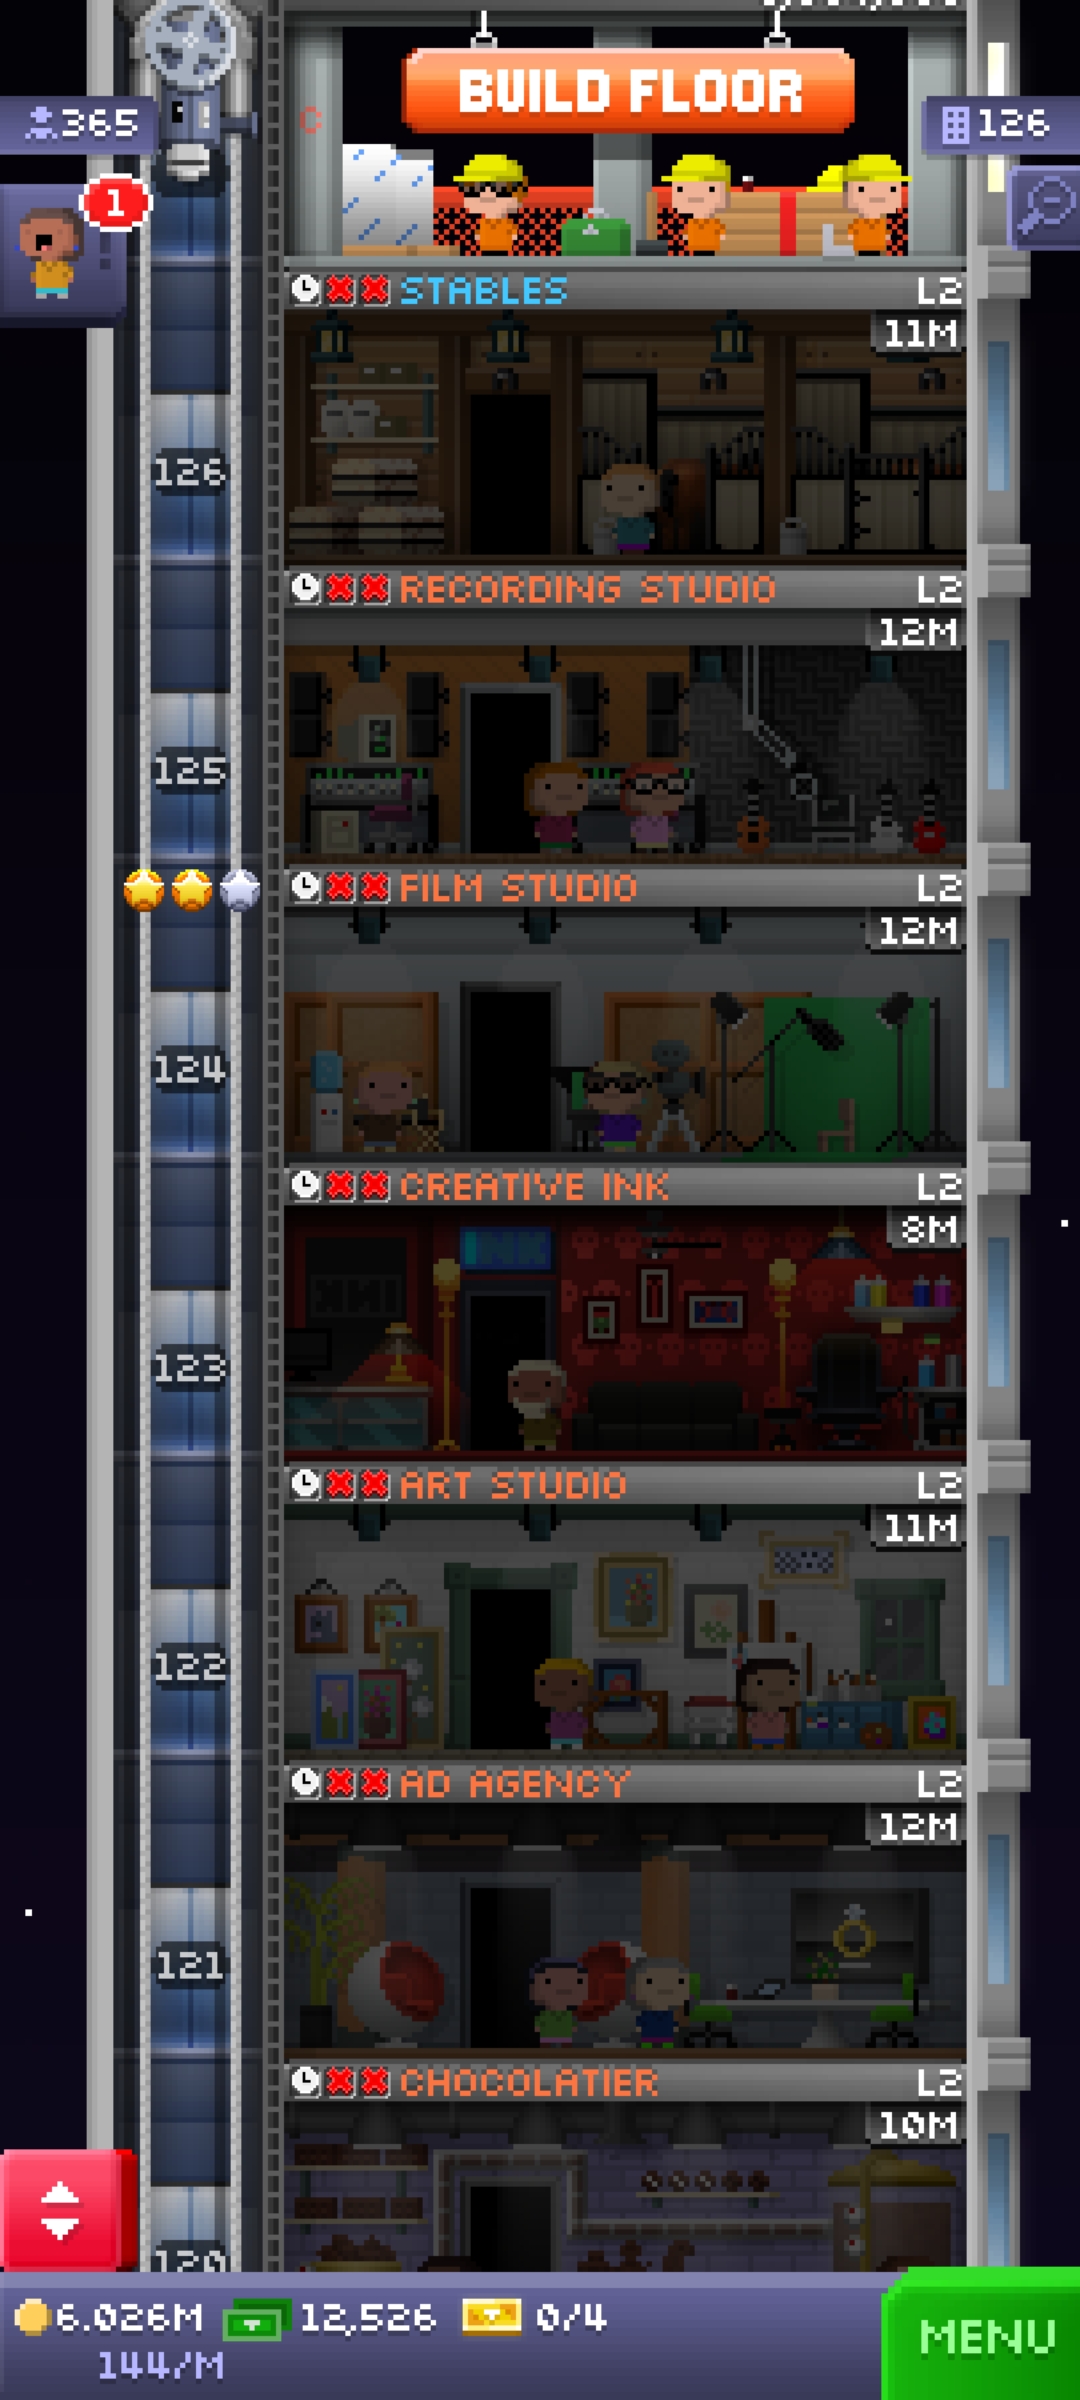 BUILD FLOOR
365
126
1
STABLES L2
11M
126
RECORDING STUDIO L2
12M
125
FILM STUDIO L2
12M
124
CREATIVE INK L2
8M
INK
123
ART STUDIO L2
11M
122
AD AGENCY L2
12M
121
CHOCOLATIER L2
10M
120
6.026M 12,526 0/4
144/M
MENU